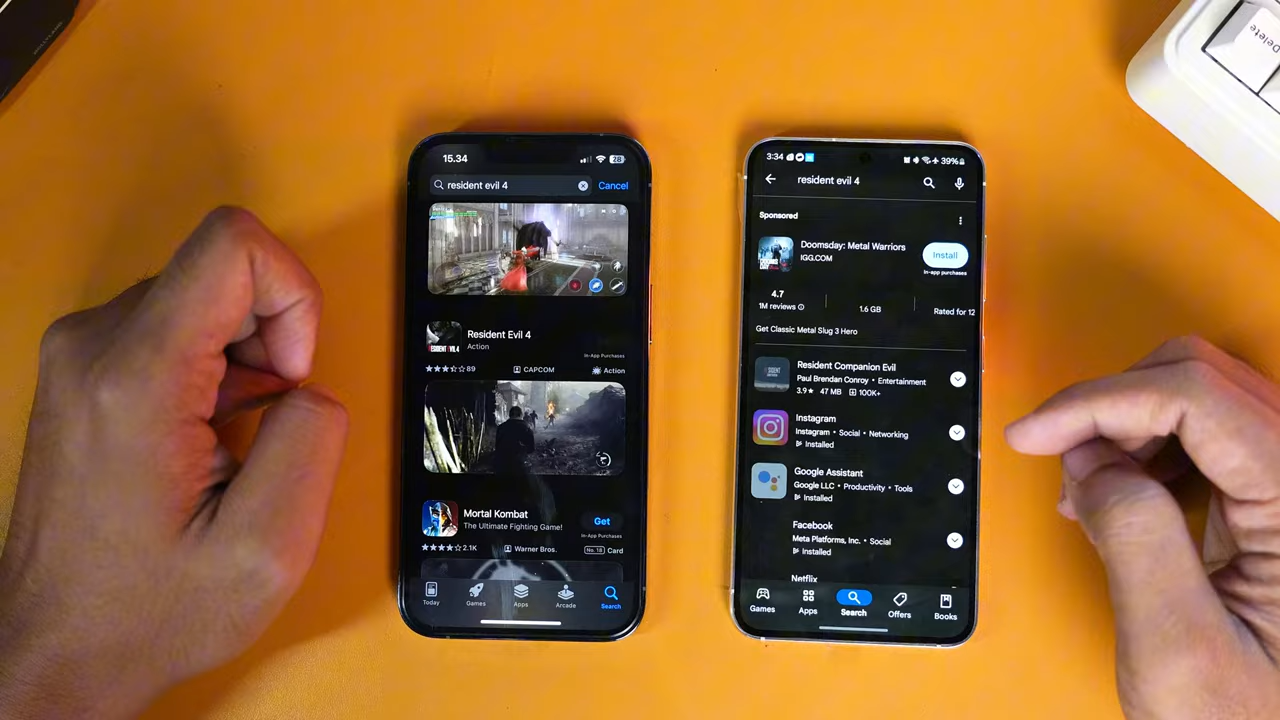 15.34
28
resident evil 4
Cancel
Resident Evil 4
Action
In-App Purchases
89
CAPCOM
Action
Mortal Kombat
The Ultimate Fighting Game!
Get
In-App Purchases
2.1K
Warner Bros.
No. 18
Card
Today
Games
Apps
Arcade
Search
3:34
39%
resident evil 4
Sponsored
Doomsday: Metal Warriors
IGG.COM
Install
In-app purchases
4.7
1M reviews
1.6 GB
Rated for 12
Get Classic Metal Slug 3 Hero
Resident Companion Evil
Paul Brendan Conroy • Entertainment
3.9★ 47 MB 100K+
Instagram
Instagram • Social • Networking
Installed
Google Assistant
Google LLC • Productivity • Tools
Installed
Facebook
Meta Platforms, Inc. • Social
Installed
Netflix
Games
Apps
Search
Offers
Books
Delete